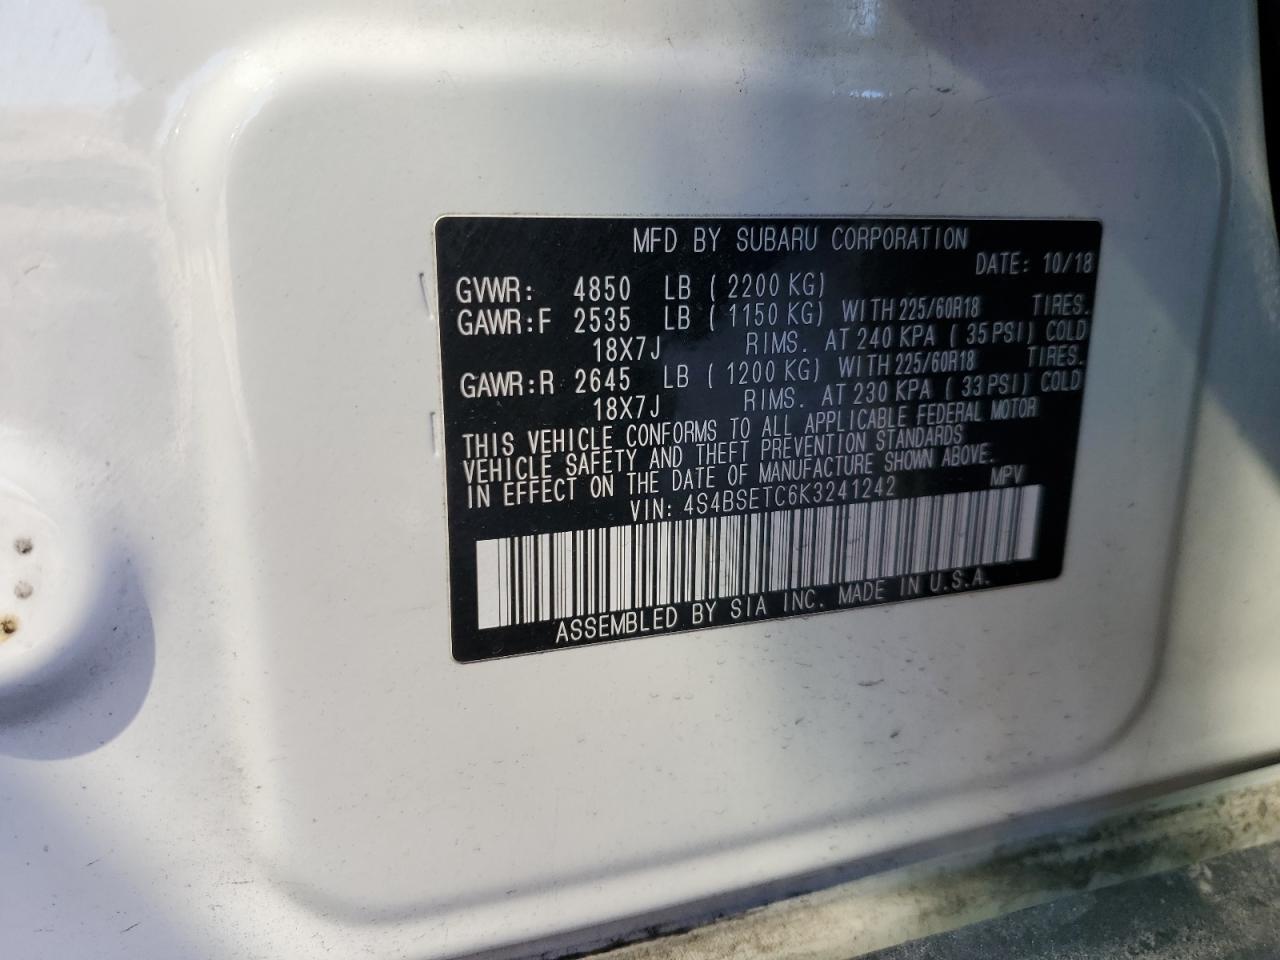 MFD BY SUBARU CORPORATION
DATE: 10/18
GVWR: 4850 LB ( 2200 KG)
GAWR:F 2535 LB ( 1150 KG) WITH 225/60R18 TIRES.
18X7J RIMS. AT 240 KPA ( 35 PSI) COLD
GAWR:R 2645 LB ( 1200 KG) WITH 225/60R18 TIRES.
18X7J RIMS. AT 230 KPA ( 33 PSI) COLD
THIS VEHICLE CONFORMS TO ALL APPLICABLE FEDERAL MOTOR
VEHICLE SAFETY AND THEFT PREVENTION STANDARDS
IN EFFECT ON THE DATE OF MANUFACTURE SHOWN ABOVE.
VIN: 4S4BSETC6K3241242 MPV
ASSEMBLED BY SIA INC. MADE IN U.S.A.